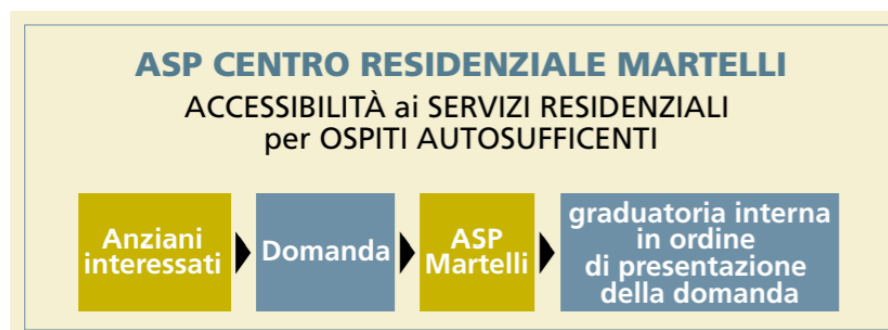 ASP CENTRO RESIDENZIALE MARTELLI
ACCESSIBILITÀ ai SERVIZI RESIDENZIALI
per OSPITI AUTOSUFFICENTI
Anziani
interessati
Domanda
ASP
Martelli
graduatoria interna
in ordine
di presentazione
della domanda